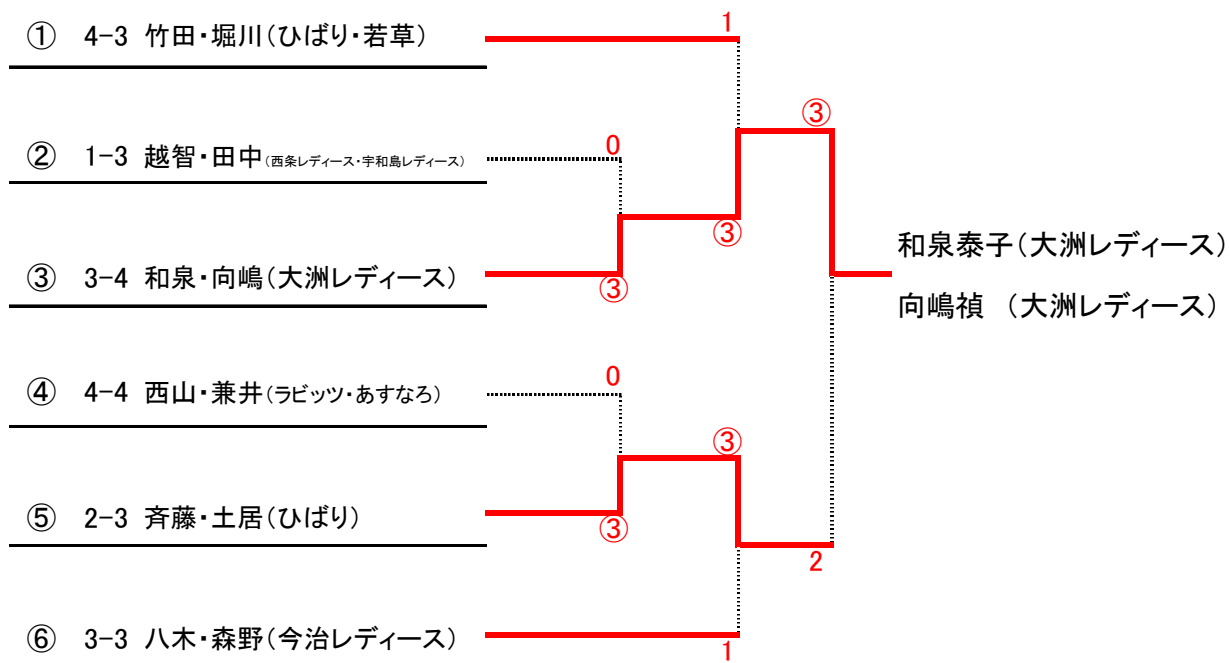 ① 4-3 竹田・堀川(ひばり・若草)
1
③
② 1-3 越智・田中(西条レディース・宇和島レディース)
0
③
和泉泰子(大洲レディース)
③ 3-4 和泉・向嶋(大洲レディース)
③
向嶋禎 (大洲レディース)
④ 4-4 西山・兼井(ラビッツ・あすなろ)
0
③
⑤ 2-3 斉藤・土居(ひばり)
③
2
⑥ 3-3 八木・森野(今治レディース)
1